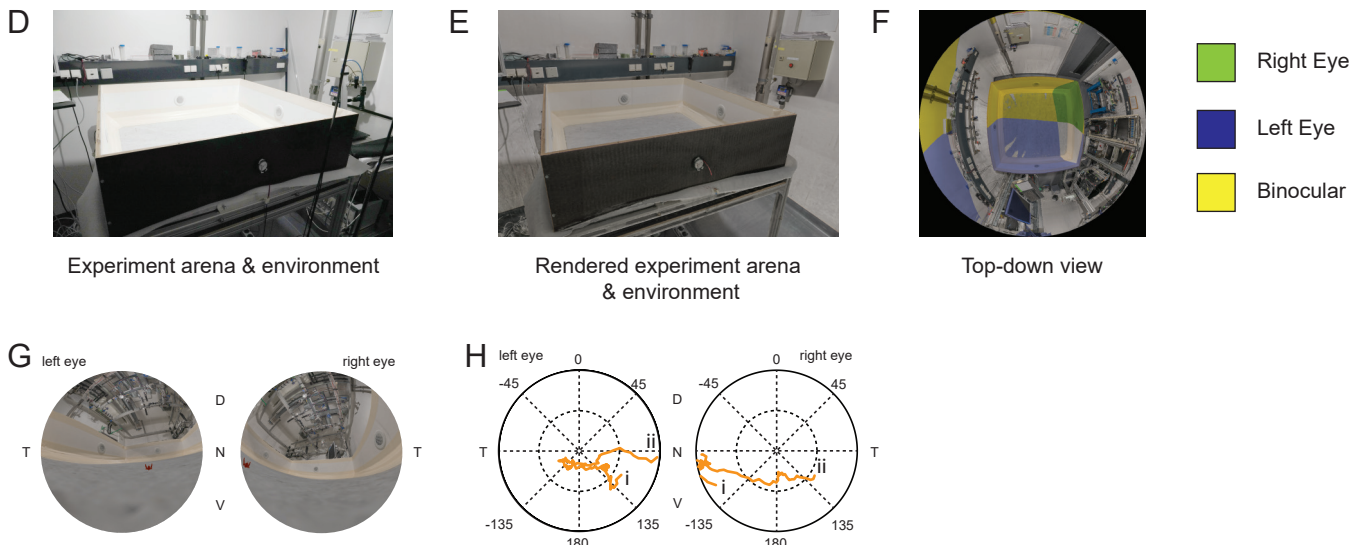 D
E
F
Right Eye
Left Eye
Binocular
Experiment arena & environment
Rendered experiment arena
& environment
Top-down view
G
left eye
right eye
D
T
N
T
V
H
left eye
0
0
right eye
-45
45
D
-45
45
T
ii
N
T
i
i
ii
V
-135
135
-135
135
180
180